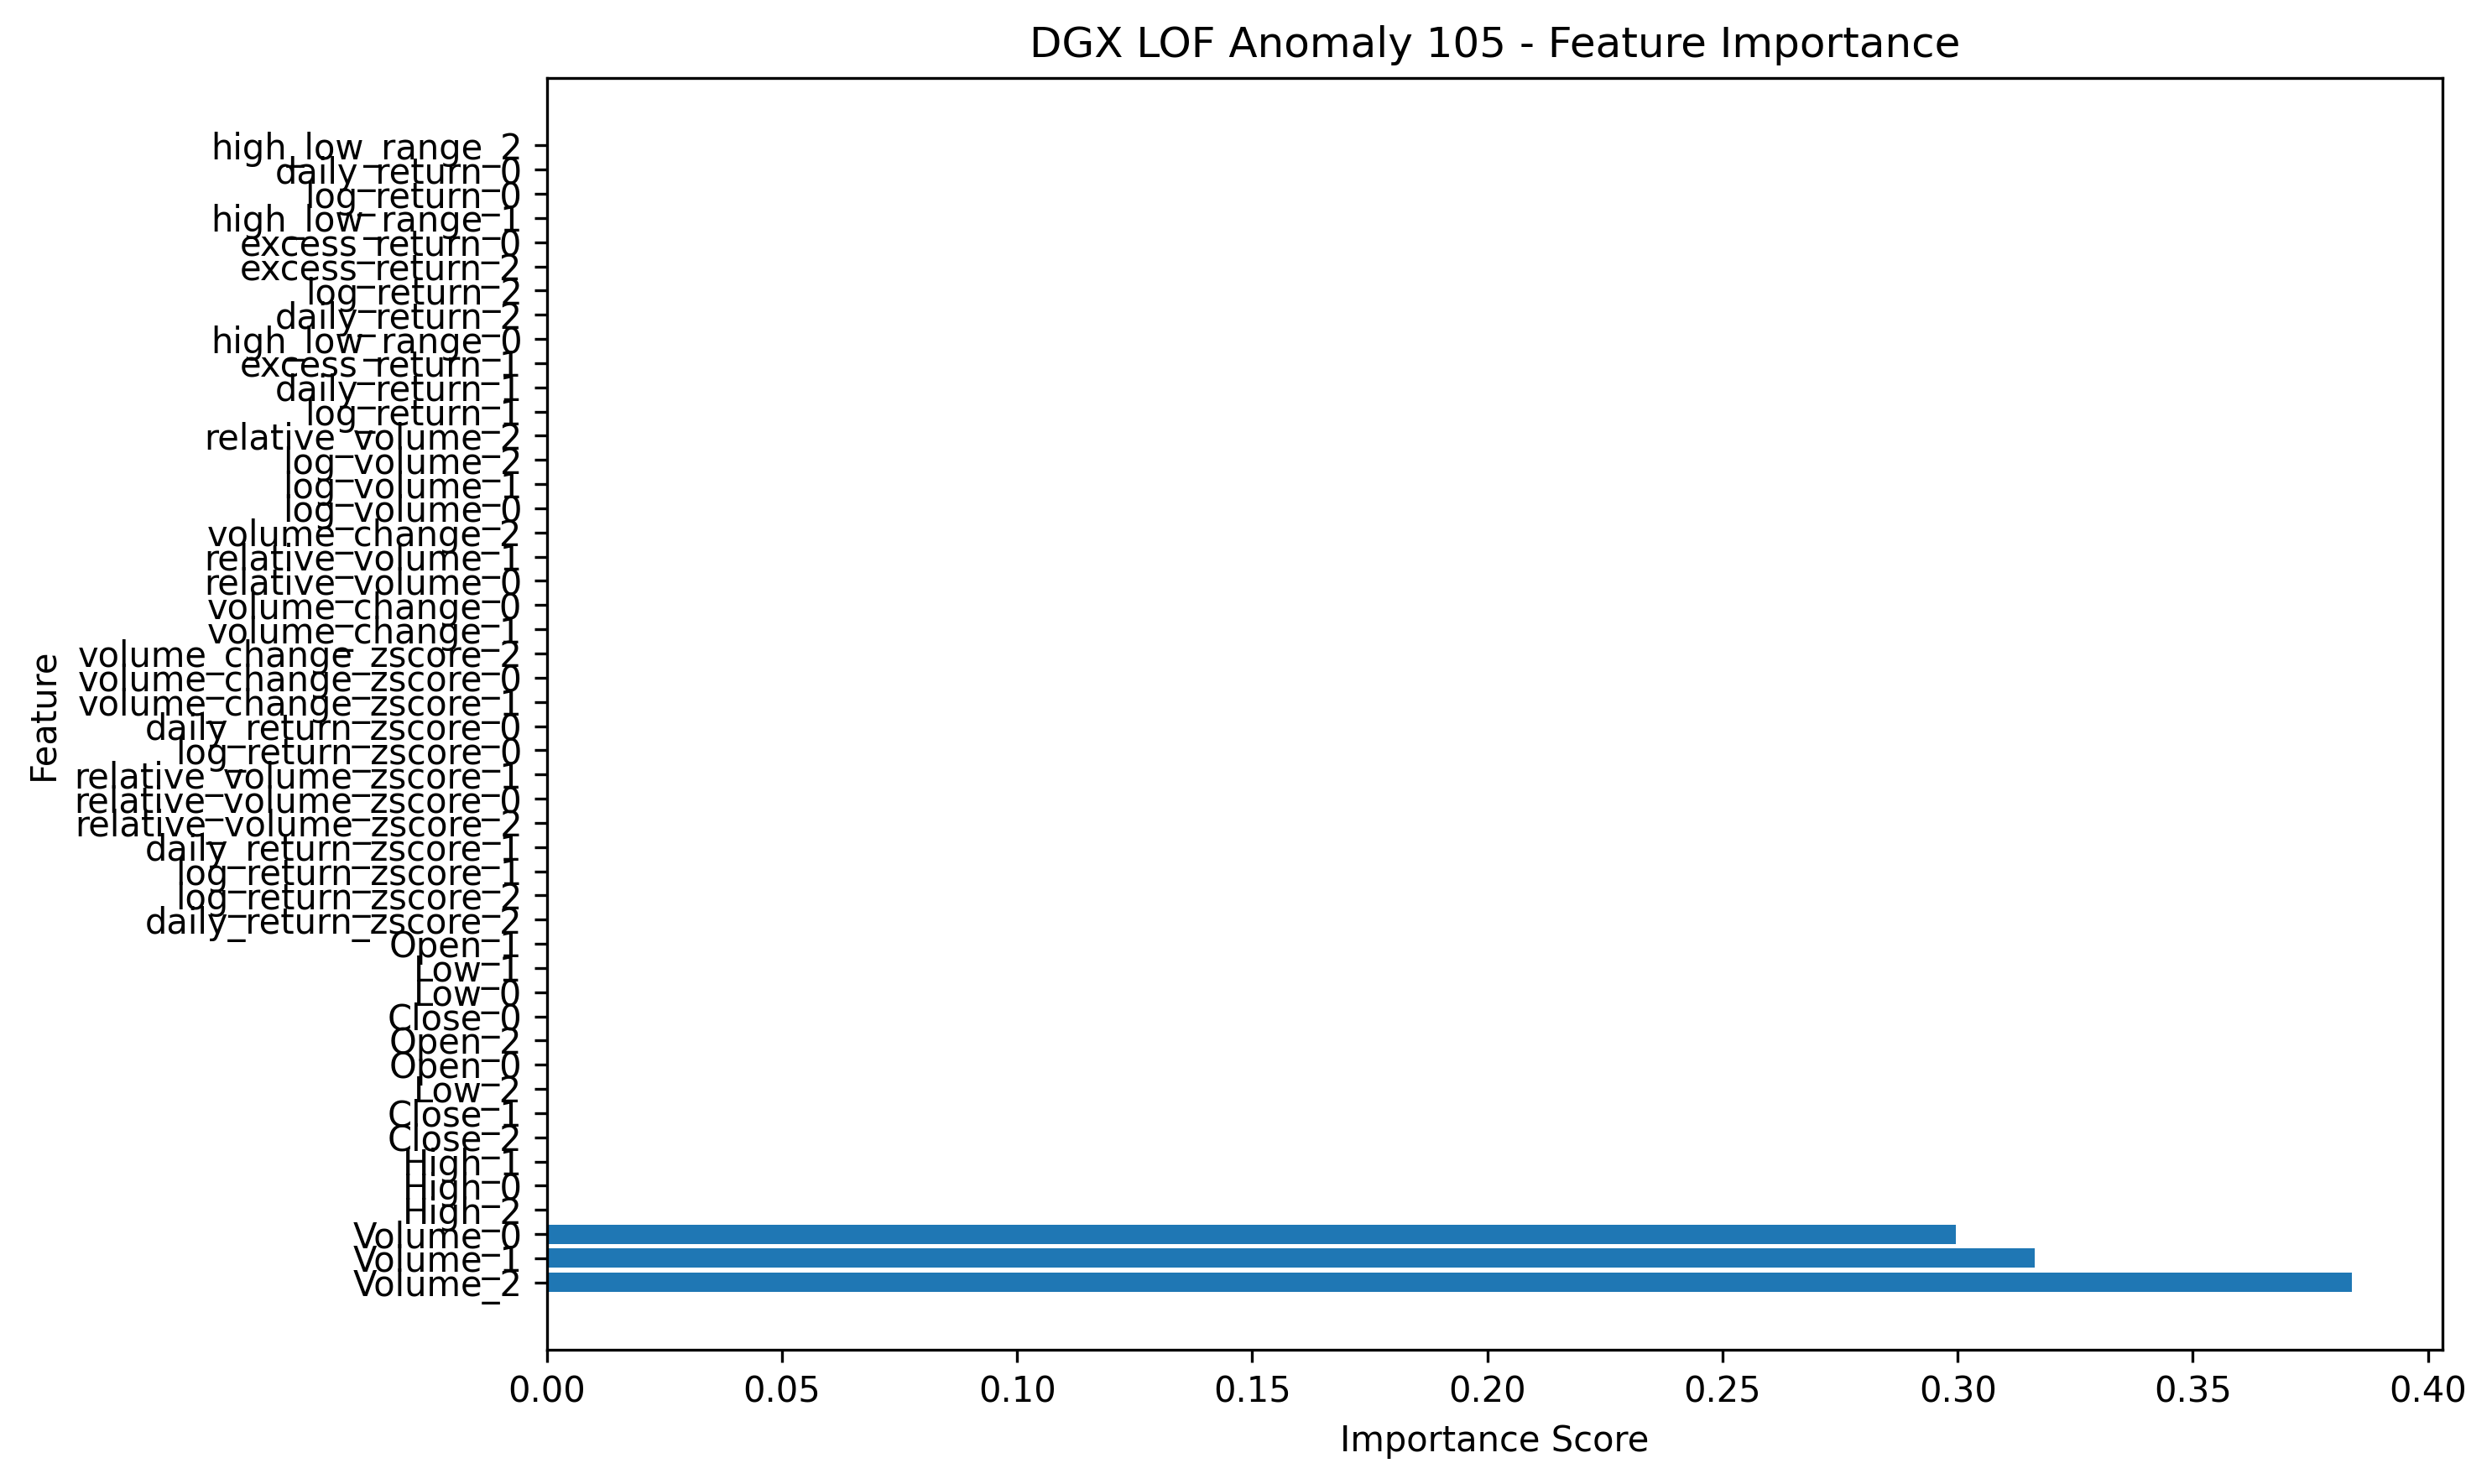 DGX LOF Anomaly 105 - Feature Importance
high_low_range_2
daily_return_0
log_return_0
high_low_range_1
excess_return_0
excess_return_2
log_return_2
daily_return_2
high_low_range_0
excess_return_1
daily_return_1
log_return_1
relative_volume_2
log_volume_2
log_volume_1
log_volume_0
volume_change_2
relative_volume_1
relative_volume_0
volume_change_0
volume_change_1
volume_change_zscore_2
volume_change_zscore_0
volume_change_zscore_1
daily_return_zscore_0
log_return_zscore_0
relative_volume_zscore_1
relative_volume_zscore_0
relative_volume_zscore_2
daily_return_zscore_1
log_return_zscore_1
log_return_zscore_2
daily_return_zscore_2
Open_1
Low_1
Low_0
Close_0
Open_2
Open_0
Low_2
Close_1
Close_2
High_1
High_0
High_2
Volume_0
Volume_1
Volume_2
Feature
0.00 0.05 0.10 0.15 0.20 0.25 0.30 0.35 0.40
Importance Score